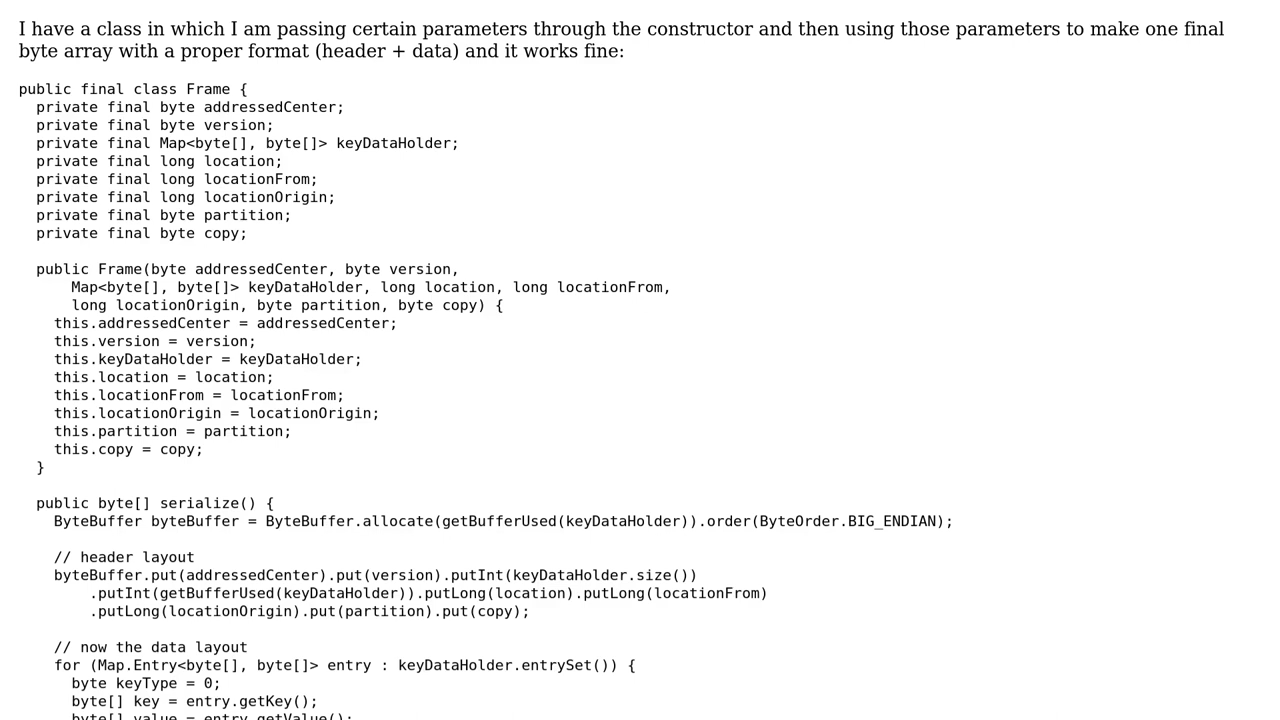 I have a class in which I am passing certain parameters through the constructor and then using those parameters to make one final
byte array with a proper format (header + data) and it works fine:
public final class Frame {
  private final byte addressedCenter;
  private final byte version;
  private final Map<byte[], byte[]> keyDataHolder;
  private final long location;
  private final long locationFrom;
  private final long locationOrigin;
  private final byte partition;
  private final byte copy;

  public Frame(byte addressedCenter, byte version,
      Map<byte[], byte[]> keyDataHolder, long location, long locationFrom,
      long locationOrigin, byte partition, byte copy) {
    this.addressedCenter = addressedCenter;
    this.version = version;
    this.keyDataHolder = keyDataHolder;
    this.location = location;
    this.locationFrom = locationFrom;
    this.locationOrigin = locationOrigin;
    this.partition = partition;
    this.copy = copy;
  }

  public byte[] serialize() {
    ByteBuffer byteBuffer = ByteBuffer.allocate(getBufferUsed(keyDataHolder)).order(ByteOrder.BIG_ENDIAN);

    // header layout
    byteBuffer.put(addressedCenter).put(version).putInt(keyDataHolder.size())
        .putInt(getBufferUsed(keyDataHolder)).putLong(location).putLong(locationFrom)
        .putLong(locationOrigin).put(partition).put(copy);

    // now the data layout
    for (Map.Entry<byte[], byte[]> entry : keyDataHolder.entrySet()) {
      byte keyType = 0;
      byte[] key = entry.getKey();
      byte[] value = entry.getValue();